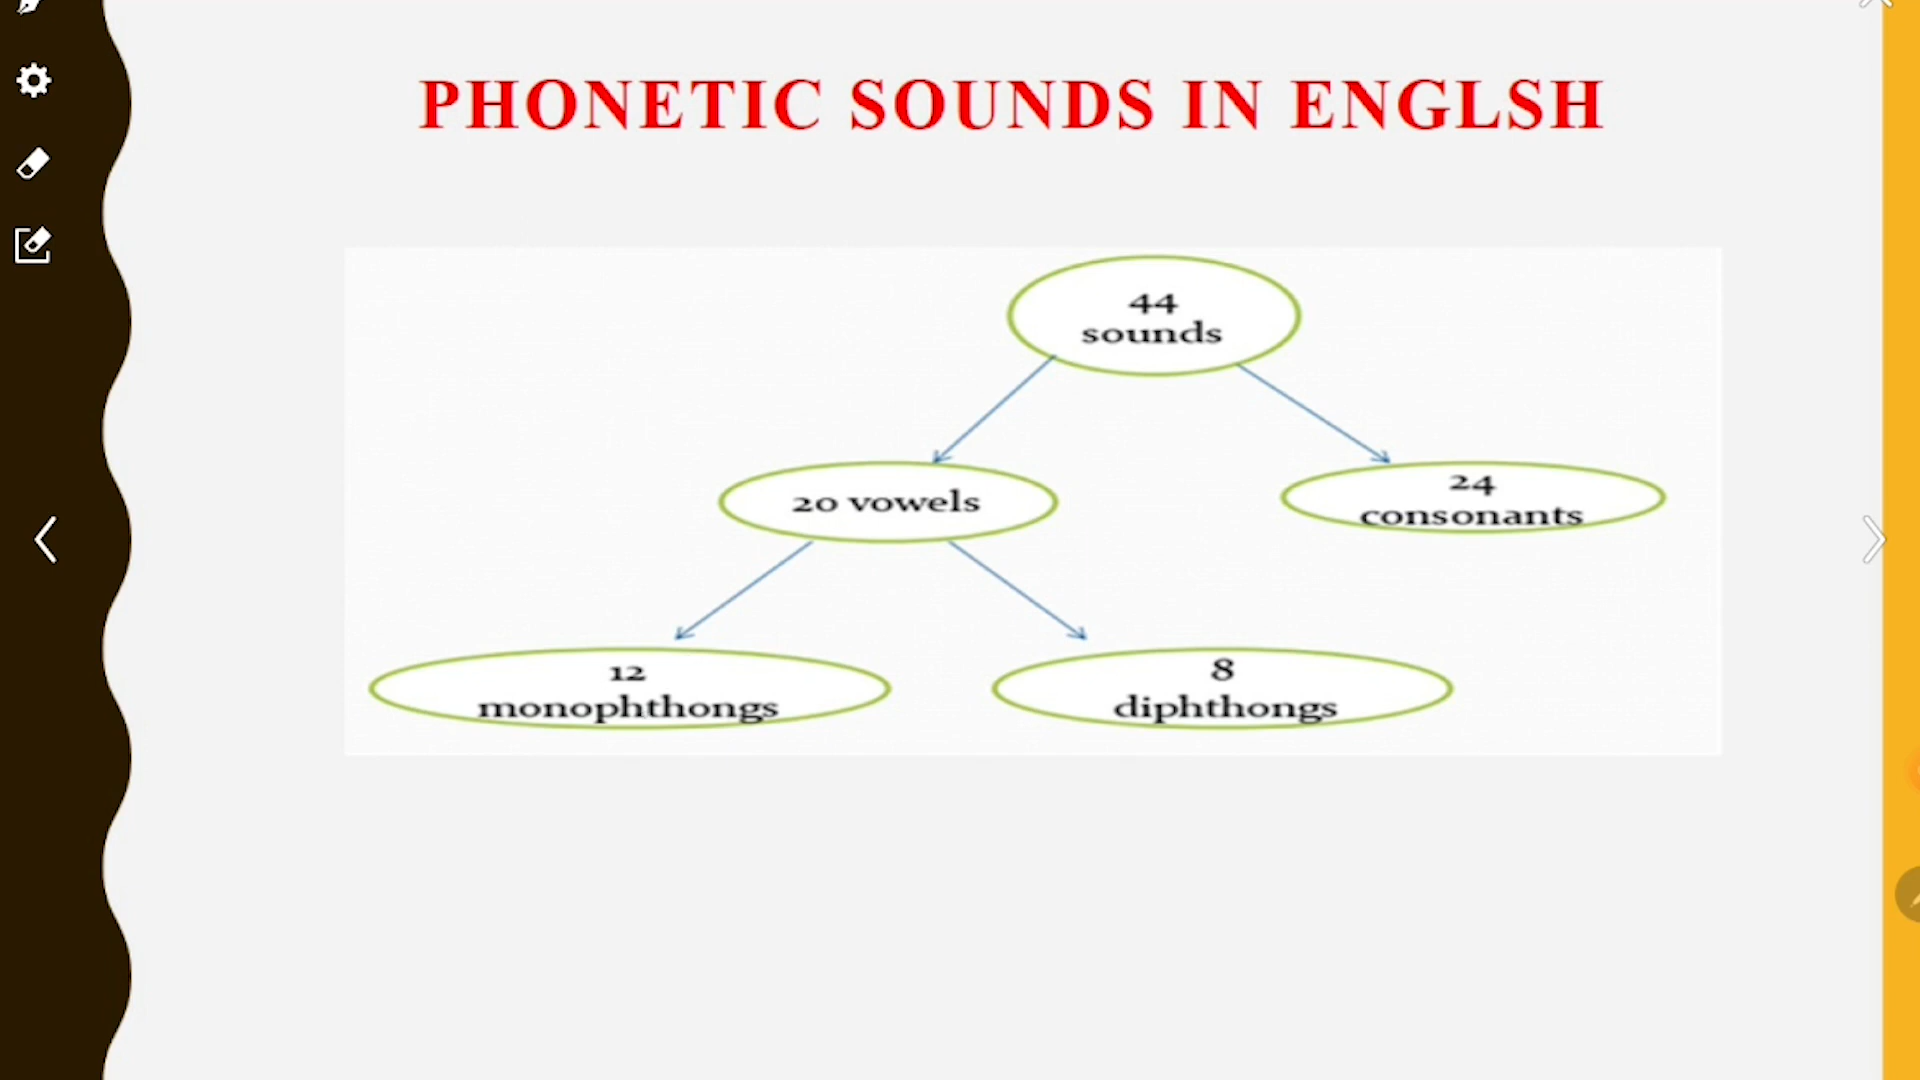 PHONETIC SOUNDS IN ENGLSH
44
sounds
20 vowels
24
consonants
12
monophthongs
8
diphthongs